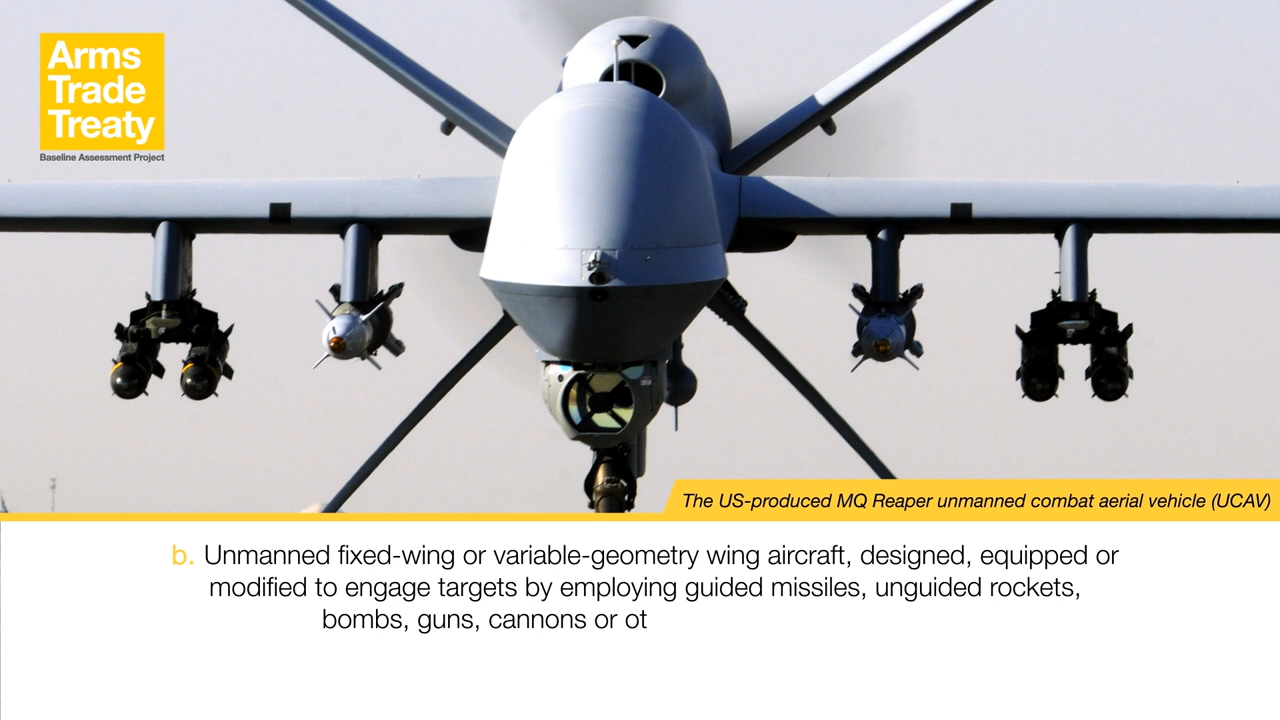 Arms
Trade
Treaty
Baseline Assessment Project
The US-produced MQ Reaper unmanned combat aerial vehicle (UCAV)
b. Unmanned fixed-wing or variable-geometry wing aircraft, designed, equipped or
modified to engage targets by employing guided missiles, unguided rockets,
bombs, guns, cannons or ot